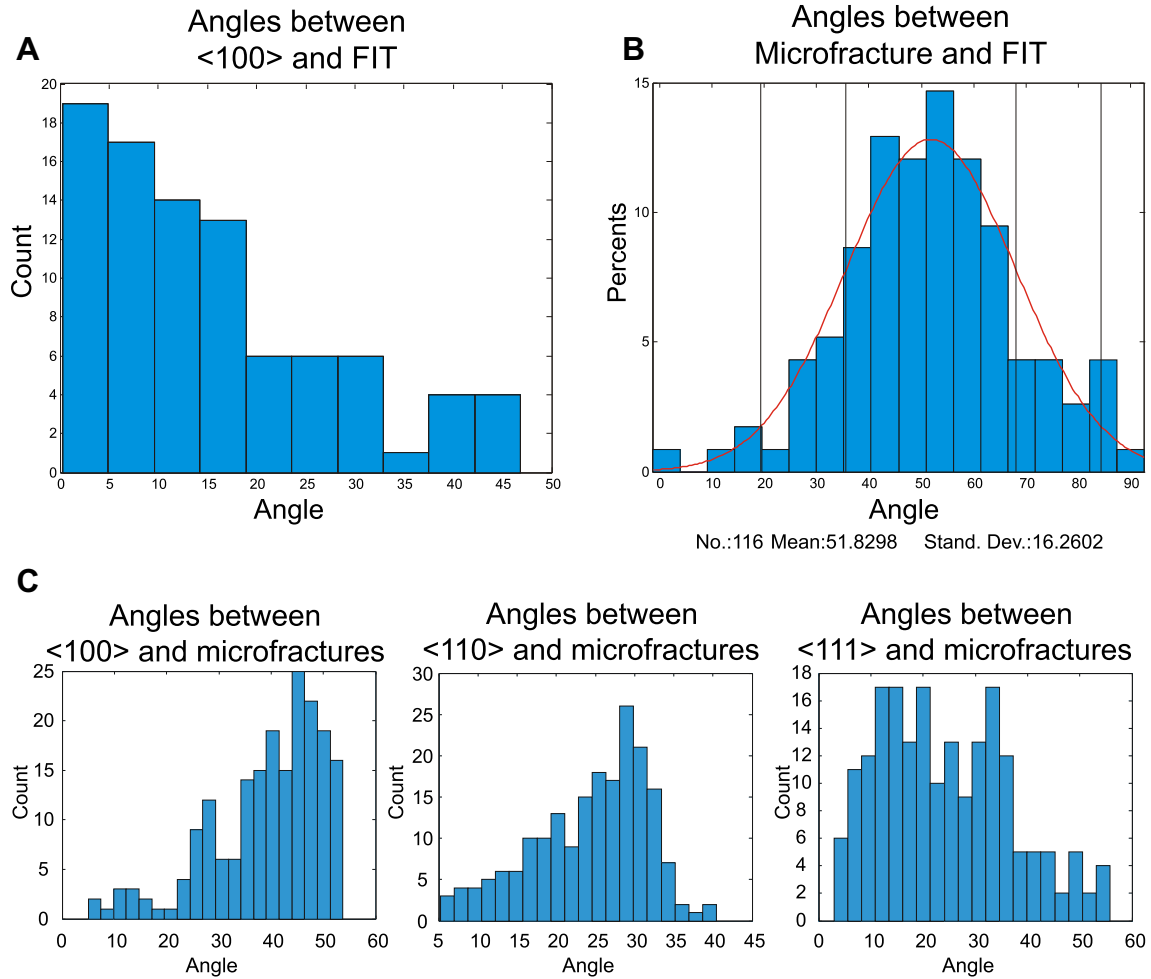 A
Angles between
<100> and FIT
20
18
16
14
12
10
8
6
4
2
0
Count
0 5 10 15 20 25 30 35 40 45 50
Angle
B
Angles between
Microfracture and FIT
15
10
5
0
Percents
0 10 20 30 40 50 60 70 80 90
Angle
No.:116 Mean:51.8298 Stand. Dev.:16.2602
C
Angles between
<100> and microfractures
25
20
15
10
5
0
Count
0 10 20 30 40 50 60
Angle
Angles between
<110> and microfractures
30
25
20
15
10
5
0
Count
5 10 15 20 25 30 35 40 45
Angle
Angles between
<111> and microfractures
18
16
14
12
10
8
6
4
2
0
Count
0 10 20 30 40 50 60
Angle